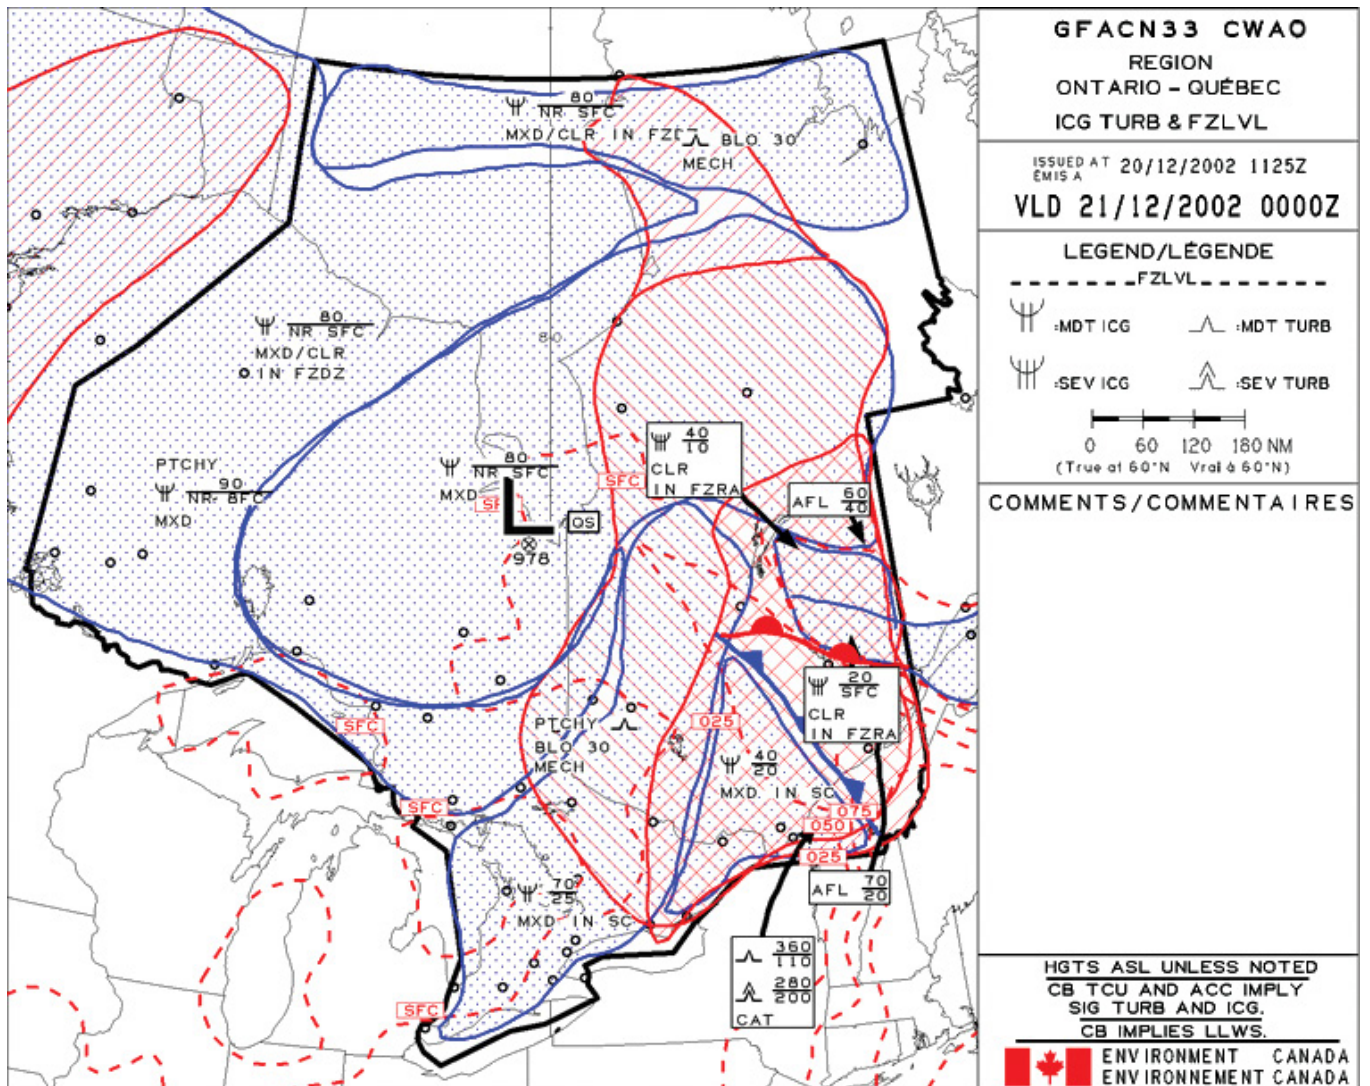 GFACN33 CWAO
REGION
ONTARIO - QUÉBEC
ICG TURB & FZLVL
ISSUED AT
ÉMIS A
20/12/2002 1125Z
VLD 21/12/2002 0000Z
LEGEND/LÉGENDE
FZLVL
:MDT ICG
:MDT TURB
:SEV ICG
:SEV TURB
0 60 120 180 NM
(True at 60°N Vrai à 60°N)
COMMENTS/COMMENTAIRES
HGTS ASL UNLESS NOTED
CB TCU AND ACC IMPLY
SIG TURB AND ICG.
CB IMPLIES LLWS.
ENVIRONMENT CANADA
ENVIRONNEMENT CANADA
80
NR SFC
MXD/CLR IN
BLO 30
MECH
80
NR SFC
MXD/CLR
IN FZDZ
80
PTCHY
90
NR SFC
MXD
80
NR SFC
MXD
SFC
QS
978
40
10
CLR
IN FZRA
AFL 60
40
20
SFC
CLR
IN FZRA
025
SFC
PTCHY
BLO 30
MECH
40
20
MXD IN SC
SFC
075
050
025
AFL 70
20
70
25
MXD IN SC
360
110
280
200
CAT
SFC